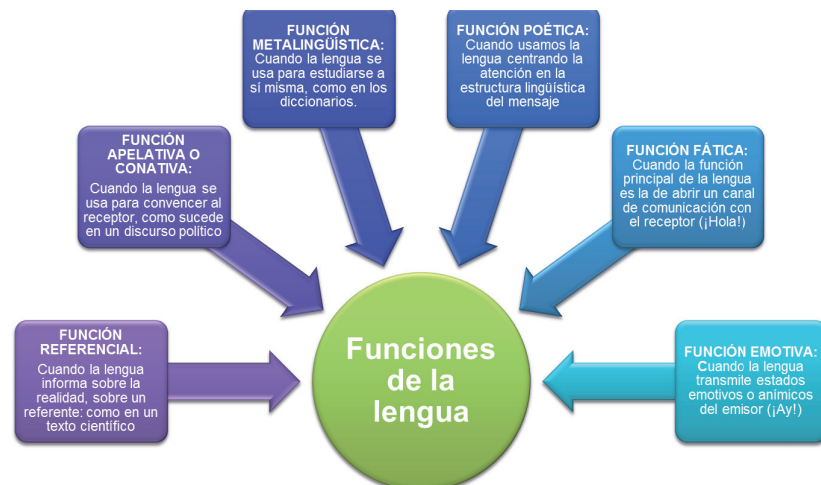 FUNCIÓN
METALINGÜÍSTICA:
Cuando la lengua se
usa para estudiarse a
sí misma, como en los
diccionarios.
FUNCIÓN POÉTICA:
Cuando usamos la
lengua centrando la
atención en la
estructura lingüística
del mensaje
FUNCIÓN
APELATIVA O
CONATIVA:
Cuando la lengua se
usa para convencer al
receptor, como sucede
en un discurso político
FUNCIÓN FÁTICA:
Cuando la función
principal de la lengua
es la de abrir un canal
de comunicación con
el receptor (¡Hola!)
FUNCIÓN
REFERENCIAL:
Cuando la lengua
informa sobre la
realidad, sobre un
referente: como en un
texto científico
Funciones
de la
lengua
FUNCIÓN EMOTIVA:
Cuando la lengua
transmite estados
emotivos o anímicos
del emisor (¡Ay!)